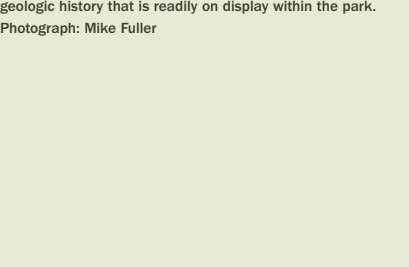 geologic history that is readily on display within the park.
Photograph: Mike Fuller